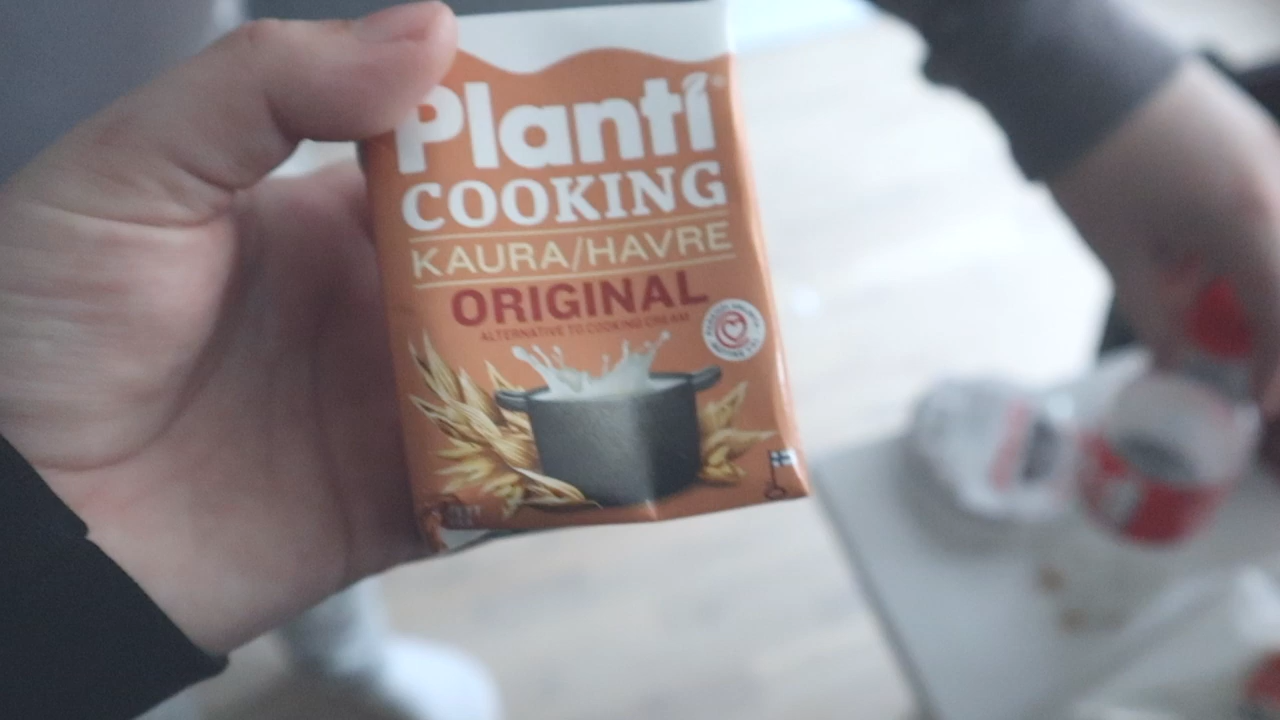 Planti
COOKING
KAURA/HAVRE
ORIGINAL
ALTERNATIVE TO COOKING CREAM